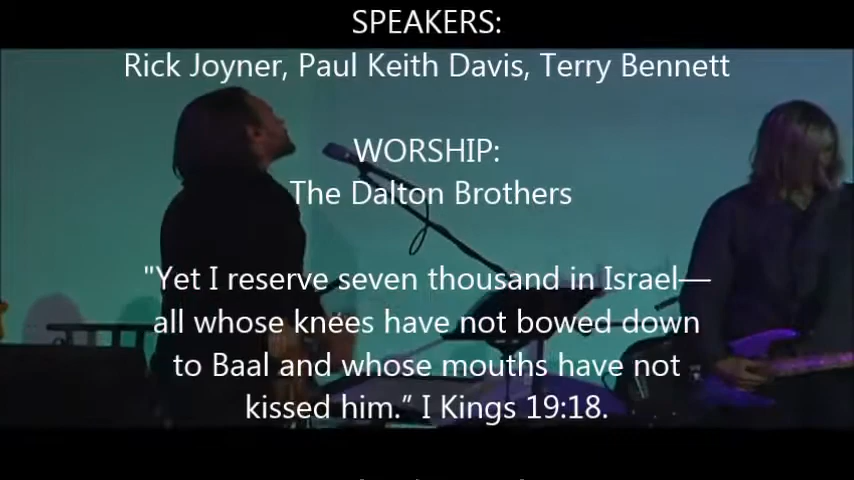 SPEAKERS:
Rick Joyner, Paul Keith Davis, Terry Bennett
WORSHIP:
The Dalton Brothers
"Yet I reserve seven thousand in Israel—
all whose knees have not bowed down
to Baal and whose mouths have not
kissed him.” I Kings 19:18.